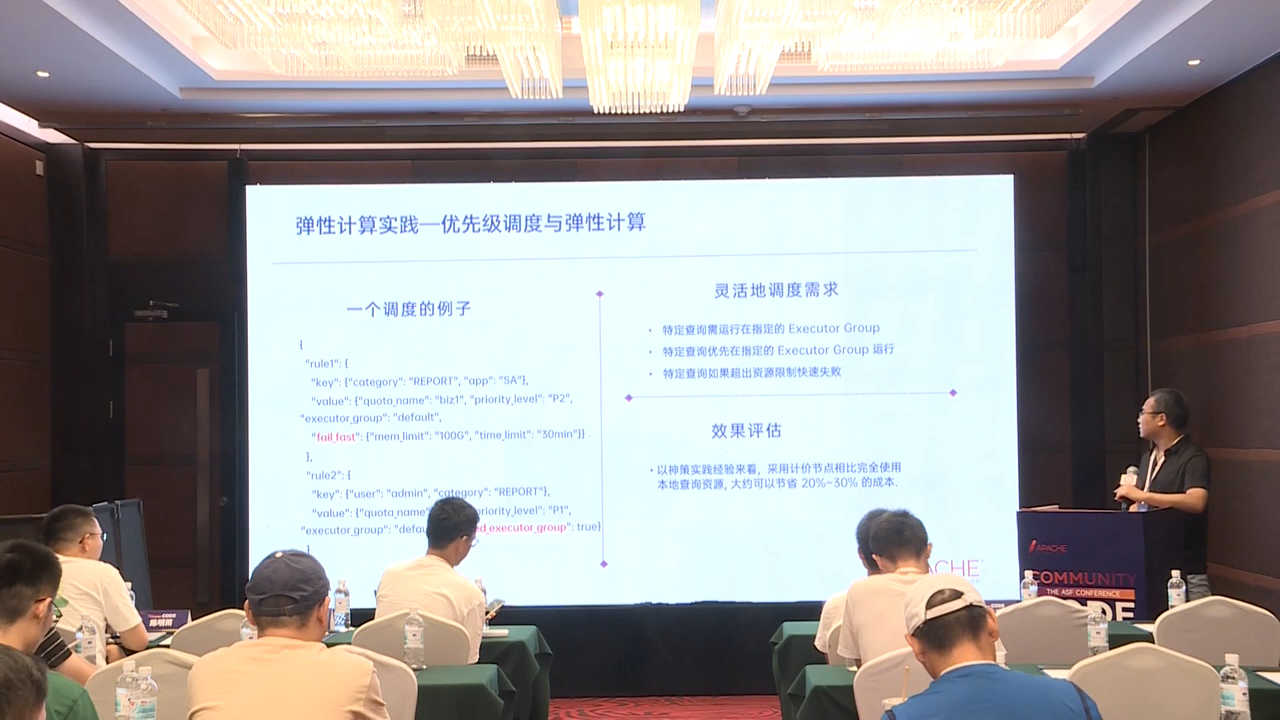 弹性计算实践—优先级调度与弹性计算
一个调度的例子
{
"rule1": {
"key": {"category": "REPORT", "app": "SA"},
"value": {"quota_name": "biz1", "priority_level": "P2",
"executor_group": "default",
"fail_fast": {"mem_limit": "100G", "time_limit": "30min"}}
},
"rule2": {
"key": {"user": "admin", "category": "REPORT"},
"value": {"quota_name" priority_level": "P1",
"executor_group": ed_executor_group": true}
}
灵活地调度需求
• 特定查询需运行在指定的 Executor Group
• 特定查询优先在指定的 Executor Group 运行
• 特定查询如果超出资源限制快速失败
效果评估
• 以神策实践经验来看, 采用计价节点相比完全使用
本地查询资源, 大约可以节省 20%~30% 的成本.
APACHE
COMMUNITY
THE ASF CONFERENCE
CODE